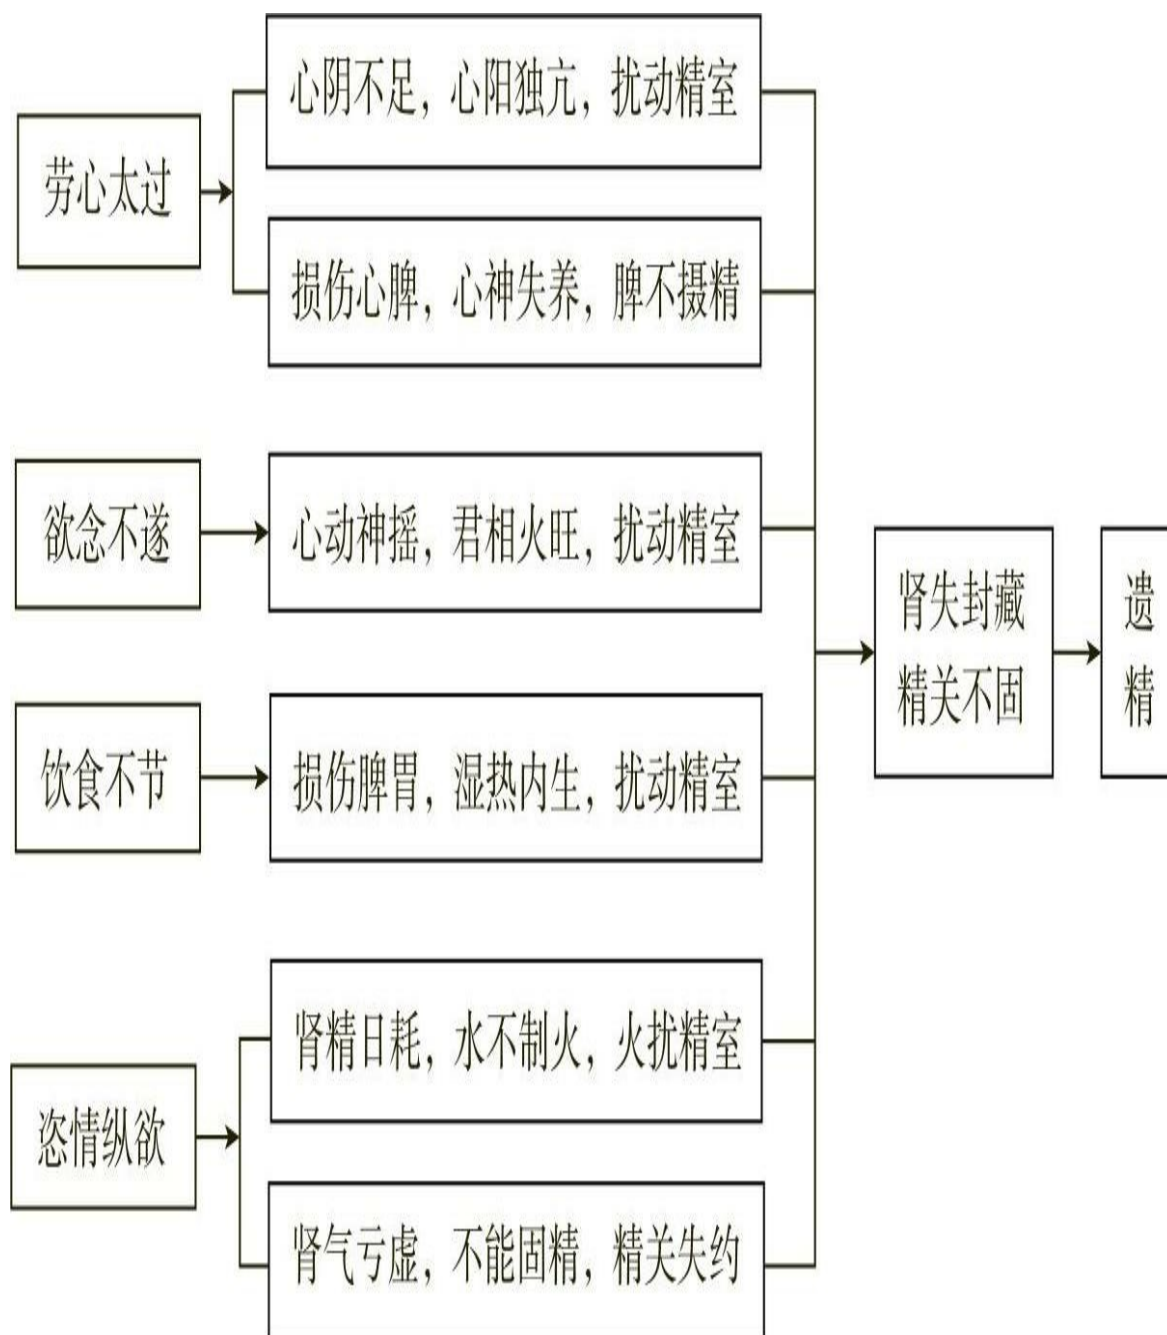 劳心太过
心阴不足，心阳独亢，扰动精室
损伤心脾，心神失养，脾不摄精
欲念不遂
心动神摇，君相火旺，扰动精室
饮食不节
损伤脾胃，湿热内生，扰动精室
恣情纵欲
肾精日耗，水不制火，火扰精室
肾气亏虚，不能固精，精关失约
肾失封藏
精关不固
遗
精